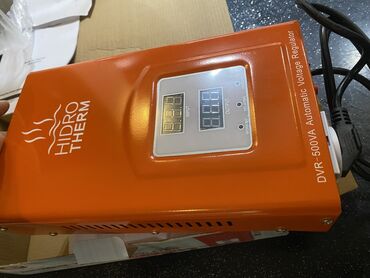 HIDRO
THERM
DVR-500VA Automatic Voltage Regulator